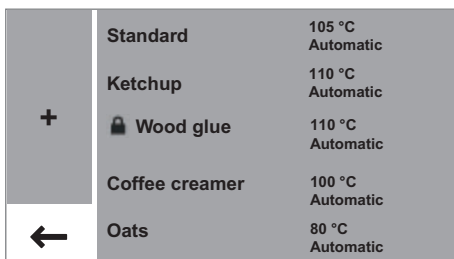 Standard 105 °C
Automatic
Ketchup 110 °C
Automatic
+
Wood glue 110 °C
Automatic
Coffee creamer 100 °C
Automatic
Oats 80 °C
Automatic